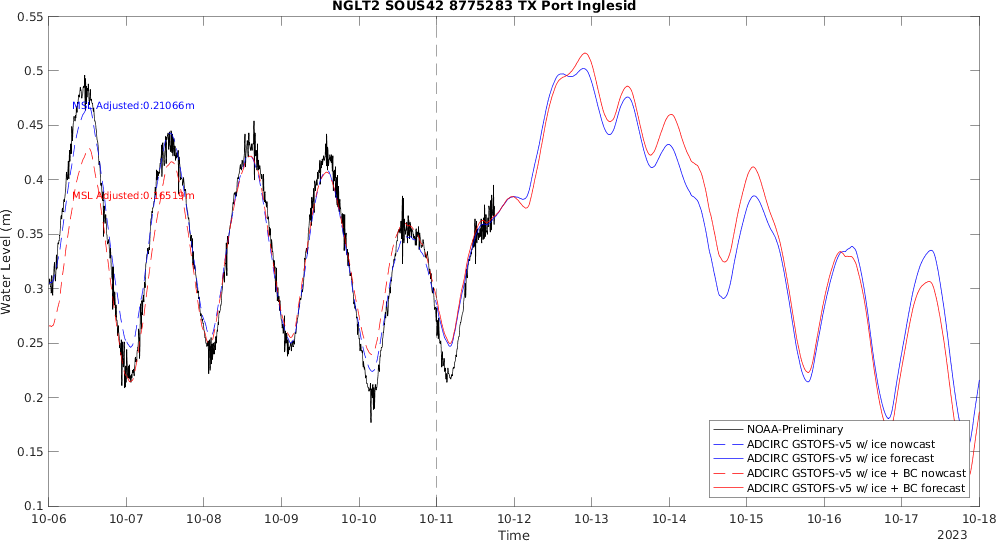 NGLT2 SOUS42 8775283 TX Port Inglesid
0.55
0.5
0.45
0.4
0.35
0.3
0.25
0.2
0.15
0.1
Water Level (m)
MSL Adjusted:0.21066m
MSL Adjusted:0.16519m
NOAA-Preliminary
ADCIRC GSTOFS-v5 w/ ice nowcast
ADCIRC GSTOFS-v5 w/ ice forecast
ADCIRC GSTOFS-v5 w/ ice + BC nowcast
ADCIRC GSTOFS-v5 w/ ice + BC forecast
10-06 10-07 10-08 10-09 10-10 10-11 10-12 10-13 10-14 10-15 10-16 10-17 10-18
Time
2023